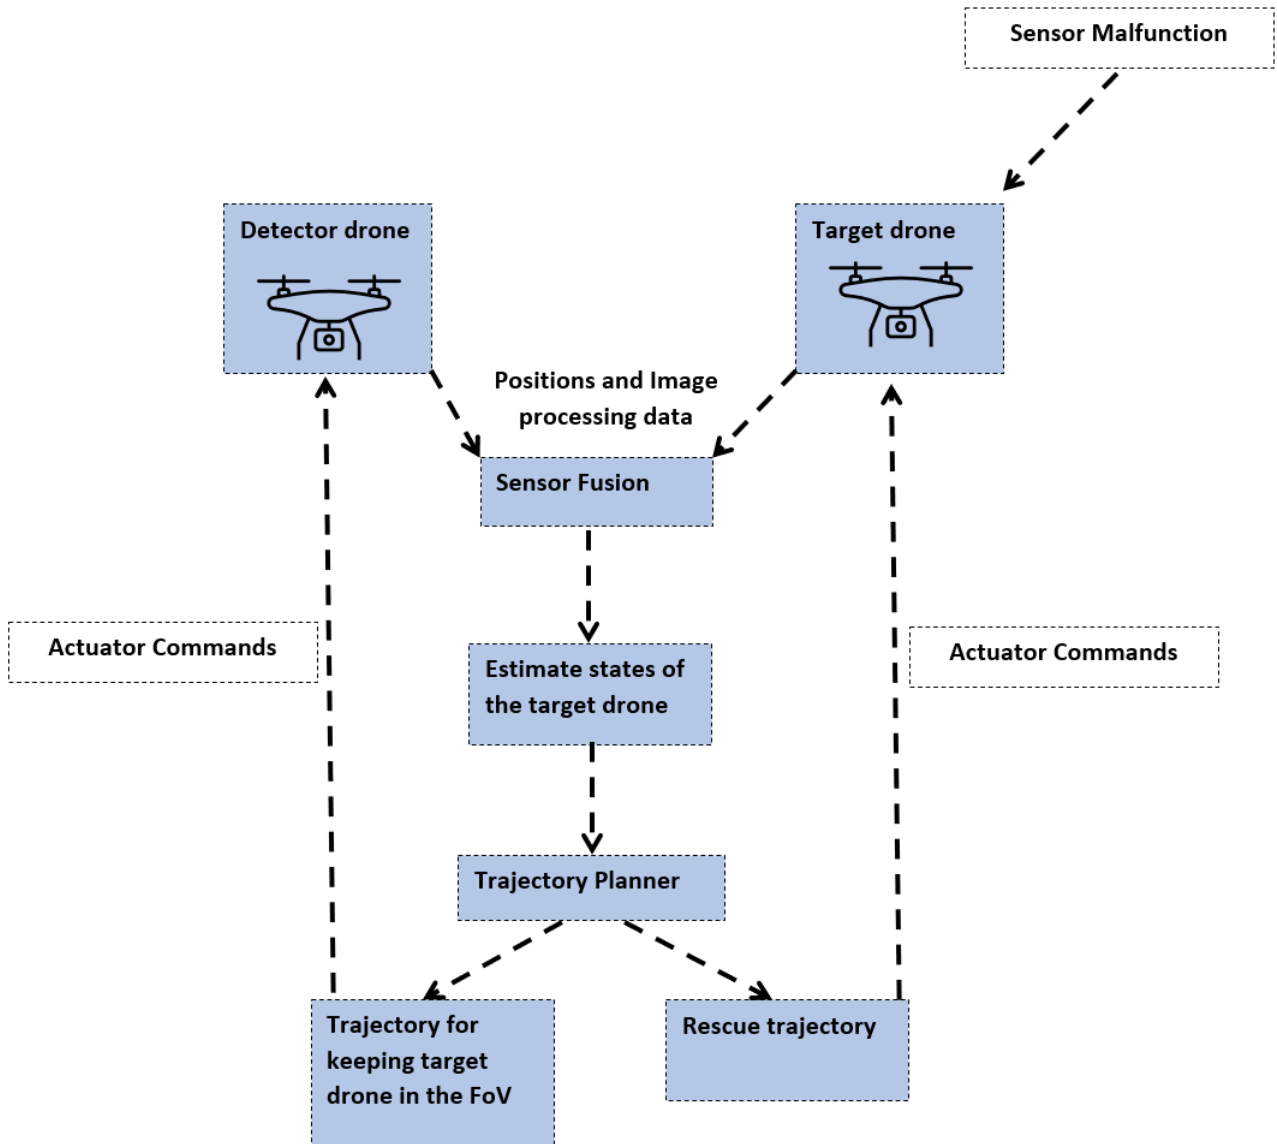 Sensor Malfunction
Detector drone
Target drone
Positions and Image
processing data
Sensor Fusion
Actuator Commands
Estimate states of
the target drone
Actuator Commands
Trajectory Planner
Trajectory for
keeping target
drone in the FoV
Rescue trajectory